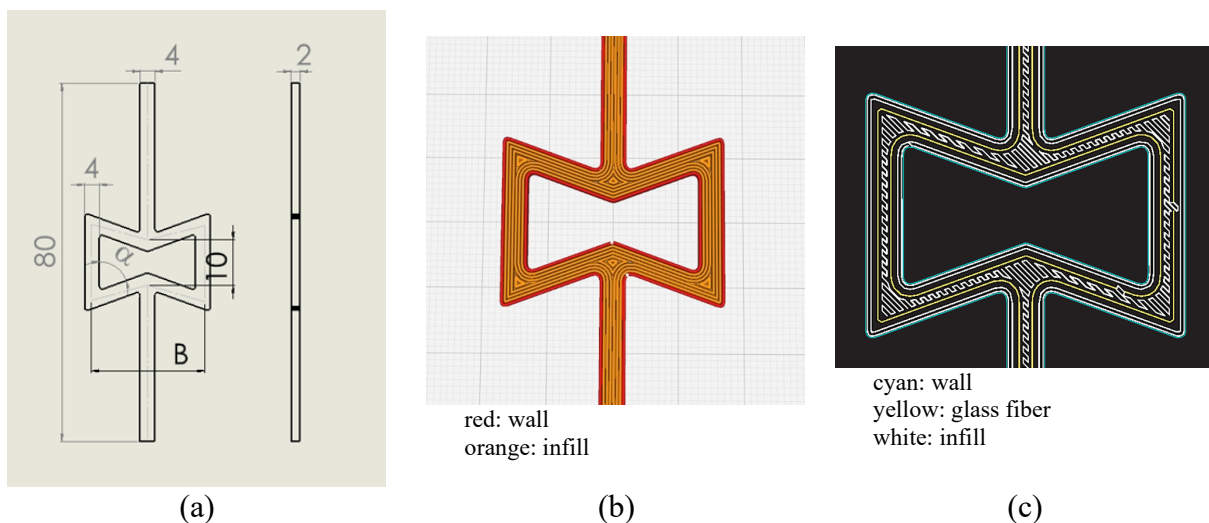 4
2
4
80
α
10
B
red: wall
orange: infill
cyan: wall
yellow: glass fiber
white: infill
(a)
(b)
(c)